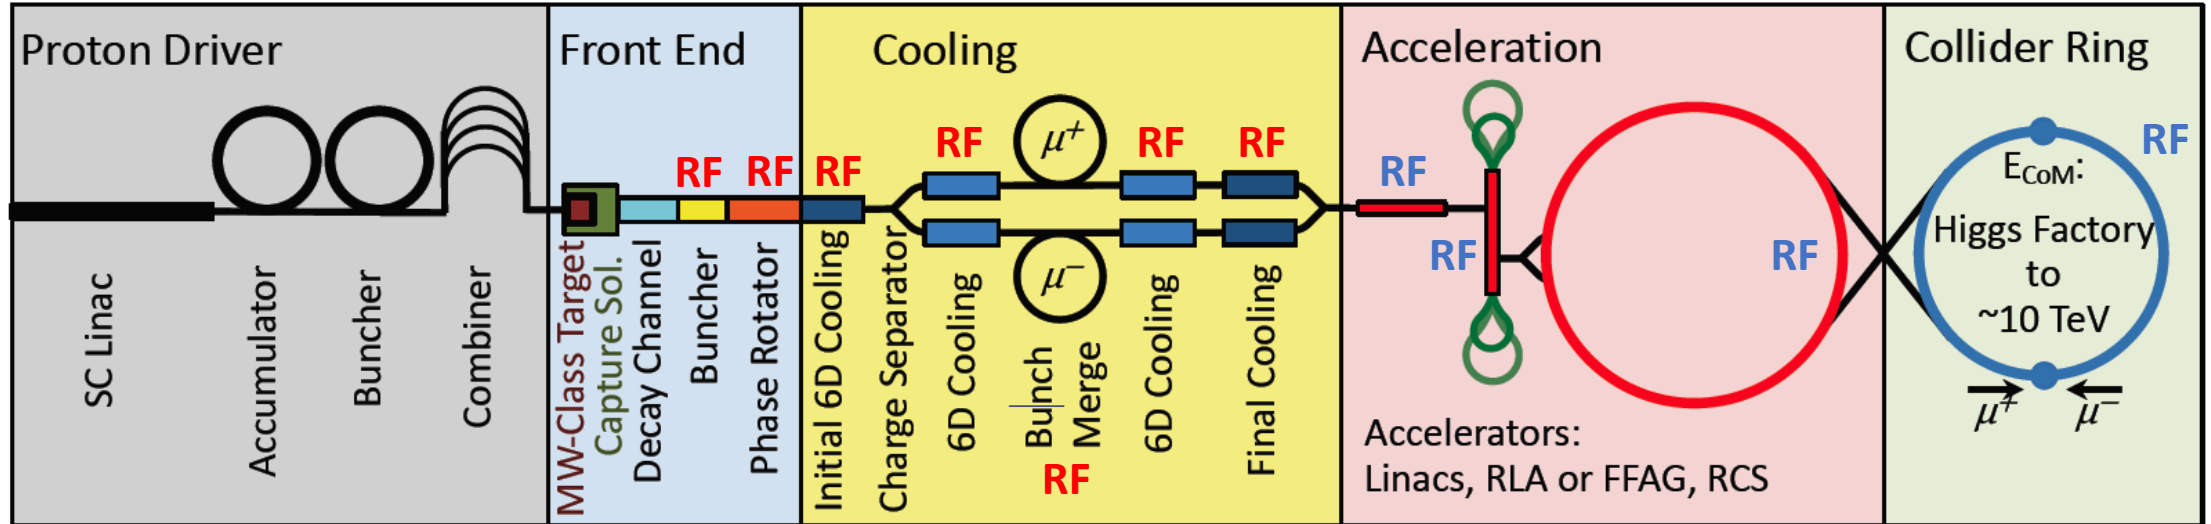 Proton Driver
SC Linac
Accumulator
Buncher
Combiner
Front End
RF
RF
MW-Class Target
Capture Sol.
Decay Channel
Buncher
Phase Rotator
Cooling
RF
RF
μ+
RF
RF
μ−
Initial 6D Cooling
Charge Separator
6D Cooling
Bunch
Merge
RF
6D Cooling
Final Cooling
Acceleration
RF
RF
RF
Accelerators:
Linacs, RLA or FFAG, RCS
Collider Ring
RF
ECoM:
Higgs Factory
to
~10 TeV
μ+
μ−